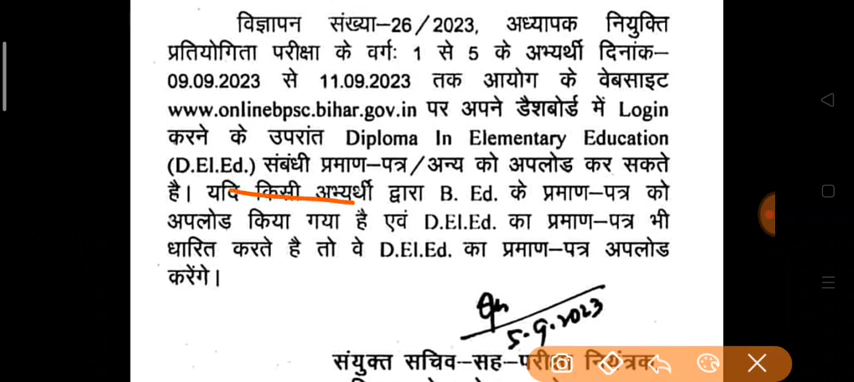 विज्ञापन संख्या–26/2023, अध्यापक नियुक्ति
प्रतियोगिता परीक्षा के वर्गः 1 से 5 के अभ्यर्थी दिनांक–
09.09.2023 से 11.09.2023 तक आयोग के वेबसाइट
www.onlinebpsc.bihar.gov.in पर अपने डैशबोर्ड में Login
करने के उपरांत Diploma In Elementary Education
(D.El.Ed.) संबंधी प्रमाण–पत्र/अन्य को अपलोड कर सकते
है। यदि किसी अभ्यर्थी द्वारा B. Ed. के प्रमाण–पत्र को
अपलोड किया गया है एवं D.El.Ed. का प्रमाण–पत्र भी
धारित करते है तो वे D.El.Ed. का प्रमाण–पत्र अपलोड
करेंगे।
5.9.2023
संयुक्त सचिव–सह–परीक्षा नियंत्रक